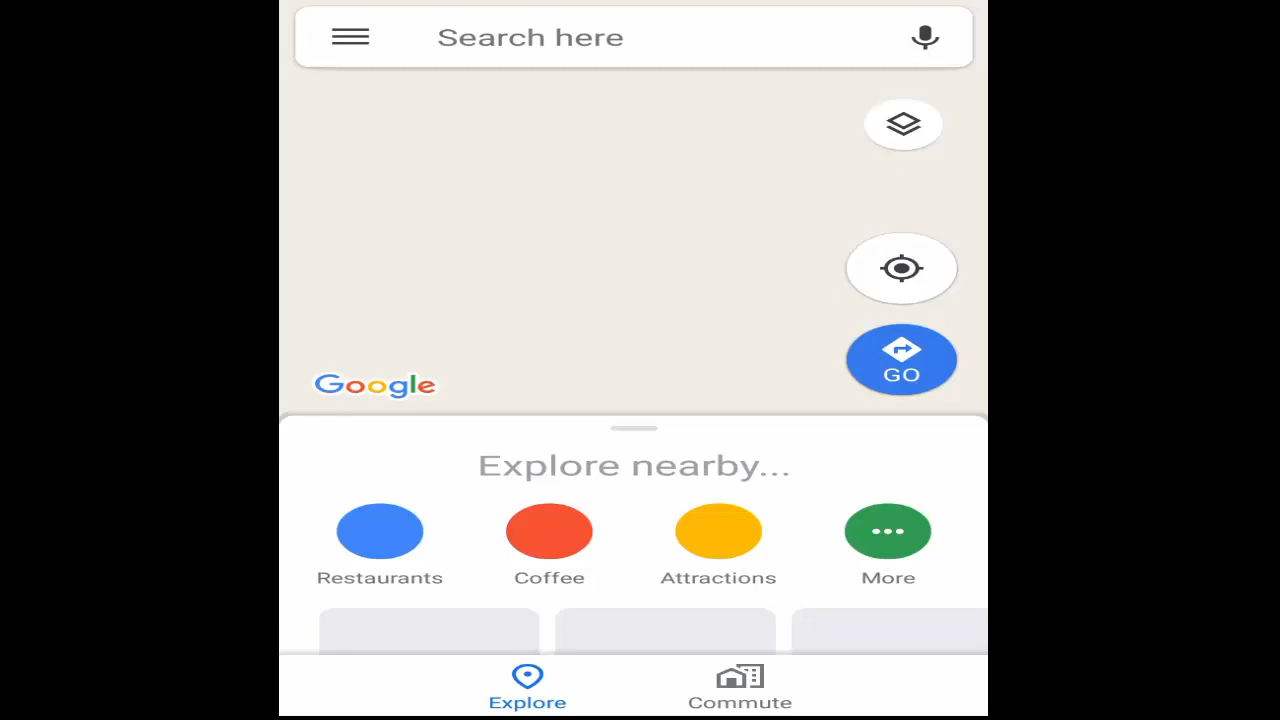 Search here
GO
Google
Explore nearby...
Restaurants
Coffee
Attractions
More
Explore
Commute